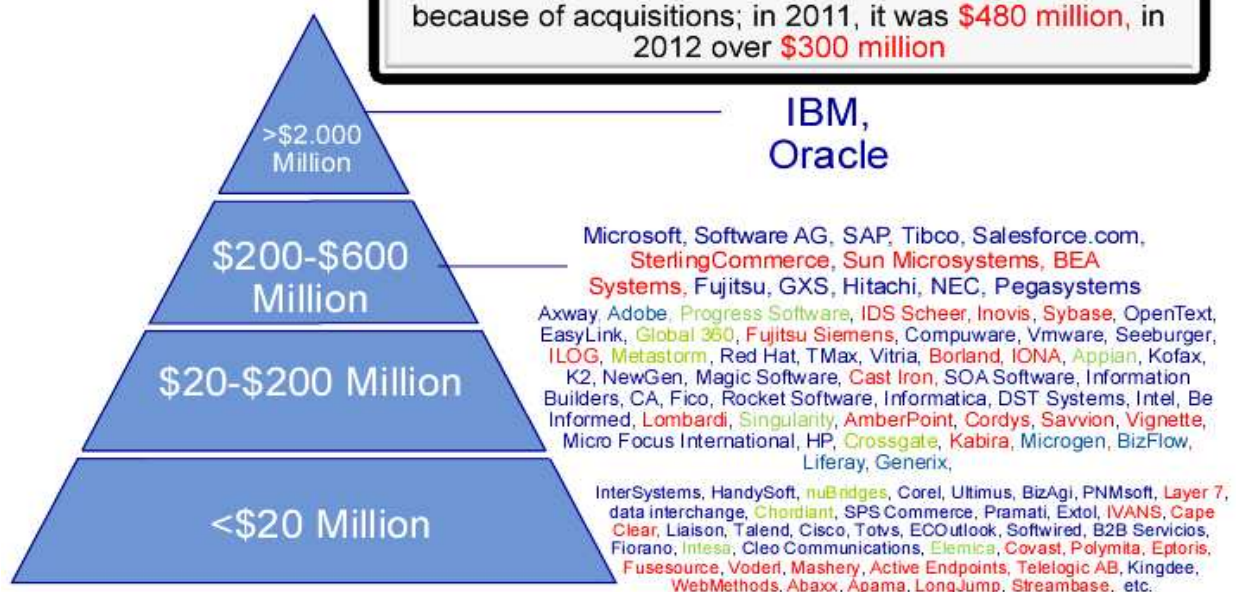 because of acquisitions; in 2011, it was $480 million, in
2012 over $300 million
>$2.000
Million
IBM,
Oracle
$200-$600
Million
Microsoft, Software AG, SAP, Tibco, Salesforce.com,
SterlingCommerce, Sun Microsystems, BEA
Systems, Fujitsu, GXS, Hitachi, NEC, Pegasystems
$20-$200 Million
Axway, Adobe, Progress Software, IDS Scheer, Inovis, Sybase, OpenText,
EasyLink, Global 360, Fujitsu Siemens, Compuware, Vmware, Seeburger,
ILOG, Metastorm, Red Hat, TMax, Vitria, Borland, IONA, Appian, Kofax,
K2, NewGen, Magic Software, Cast Iron, SOA Software, Information
Builders, CA, Fico, Rocket Software, Informatica, DST Systems, Intel, Be
Informed, Lombardi, Singularity, AmberPoint, Cordys, Savvion, Vignette,
Micro Focus International, HP, Crossgate, Kabira, Microgen, BizFlow,
Liferay, Generix,
<$20 Million
InterSystems, HandySoft, nuBridges, Corel, Ultimus, BizAgi, PNMsoft, Layer 7,
data interchange, Chordiant, SPS Commerce, Pramati, Extol, IVANS, Cape
Clear, Liaison, Talend, Cisco, Totvs, ECOutlook, Softwired, B2B Servicios,
Fiorano, Intesa, Cleo Communications, Elemica, Covast, Polymita, Eptoris,
Fusesource, Voderl, Mashery, Active Endpoints, Telelogic AB, Kingdee,
WebMethods, Abaxx, Apama, LongJump, Streambase, etc.